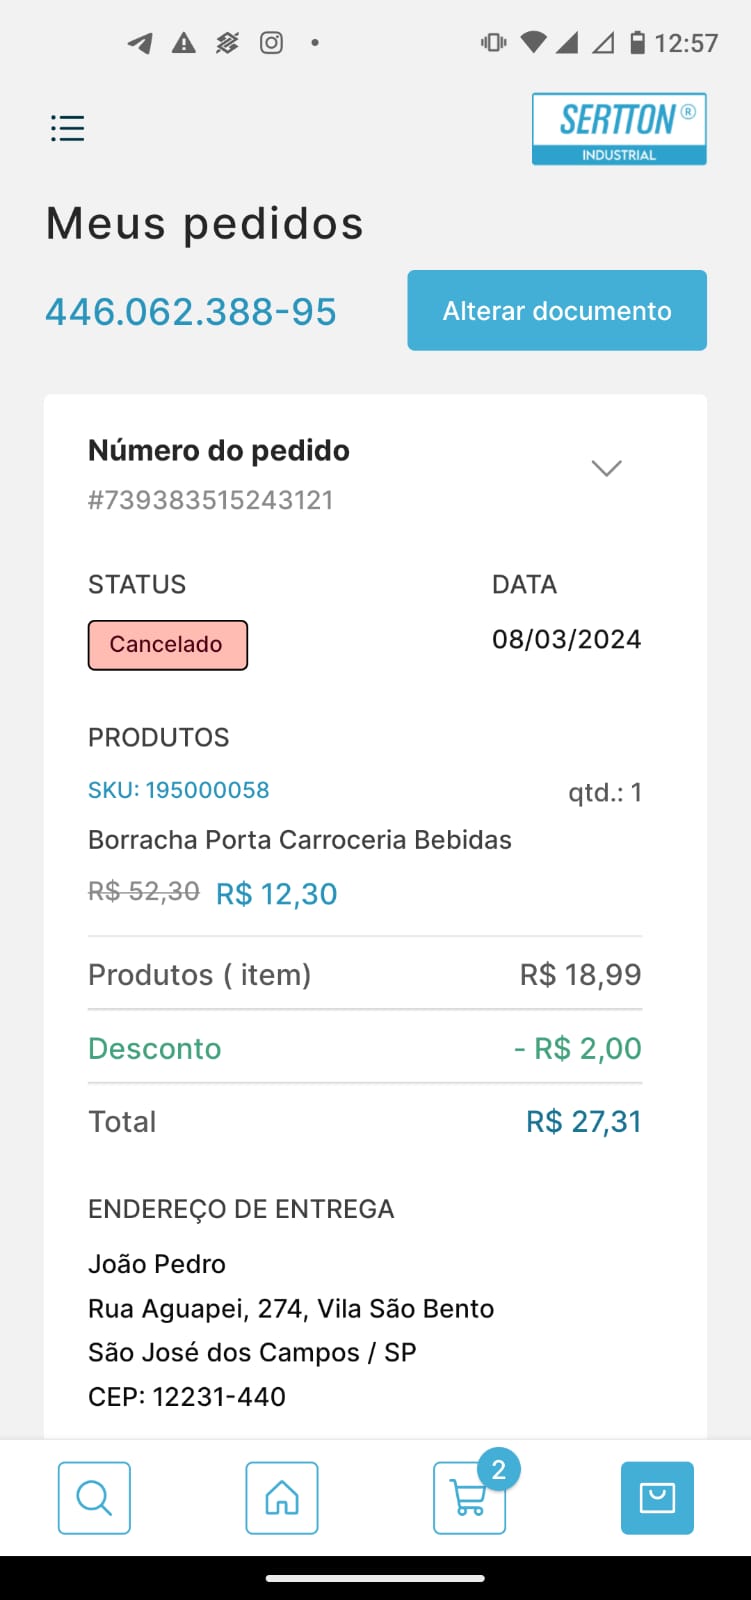 12:57
SERTTON ®
INDUSTRIAL
Meus pedidos
446.062.388-95
Alterar documento
Número do pedido
#739383515243121
STATUS
DATA
Cancelado
08/03/2024
PRODUTOS
SKU: 195000058
qtd.: 1
Borracha Porta Carroceria Bebidas
R$ 52,30 R$ 12,30
Produtos ( item) R$ 18,99
Desconto - R$ 2,00
Total R$ 27,31
ENDEREÇO DE ENTREGA
João Pedro
Rua Aguapei, 274, Vila São Bento
São José dos Campos / SP
CEP: 12231-440
2